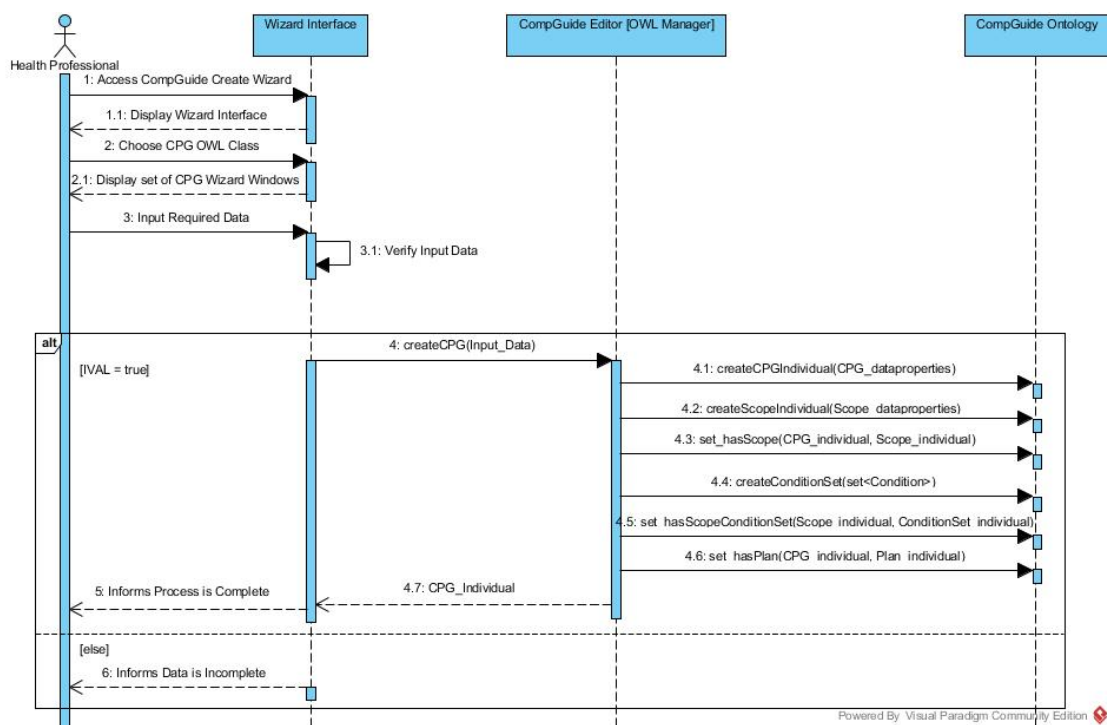 Wizard Interface
CompGuide Editor [OWL Manager]
CompGuide Ontology
Health Professional
1: Access CompGuide Create Wizard
1.1: Display Wizard Interface
2: Choose CPG OWL Class
2.1: Display set of CPG Wizard Windows
3: Input Required Data
3.1: Verify Input Data
alt
4: createCPG(Input_Data)
[IVAL = true]
4.1: createCPGIndividual(CPG_dataproperties)
4.2: createScopeIndividual(Scope_dataproperties)
4.3: set_hasScope(CPG_individual, Scope_individual)
4.4: createConditionSet(set<Condition>)
4.5: set_hasScopeConditionSet(Scope_individual, ConditionSet_individual)
4.6: set_hasPlan(CPG_individual, Plan_individual)
4.7: CPG_Individual
5: Informs Process is Complete
[else]
6: Informs Data is Incomplete
Powered By Visual Paradigm Community Edition